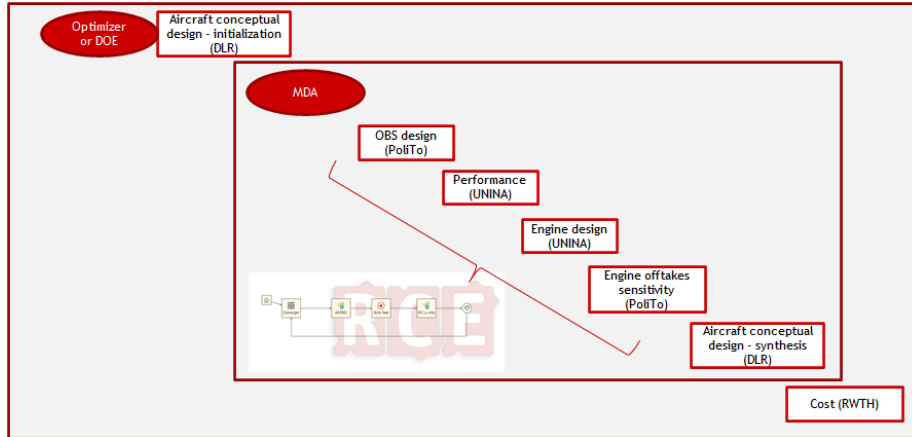 Optimizer
or DOE
Aircraft conceptual
design - initialization
(DLR)
MDA
OBS design
(PoliTo)
Performance
(UNINA)
Engine design
(UNINA)
Engine offtakes
sensitivity
(PoliTo)
Aircraft conceptual
design - synthesis
(DLR)
RCE
Converger
Cost (RWTH)